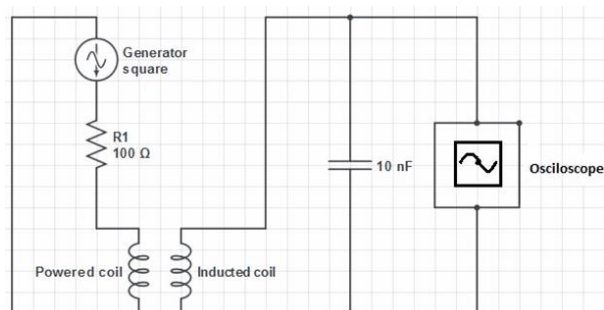 Generator
square
R1
100 Ω
10 nF
Osciloscope
Powered coil
Inducted coil